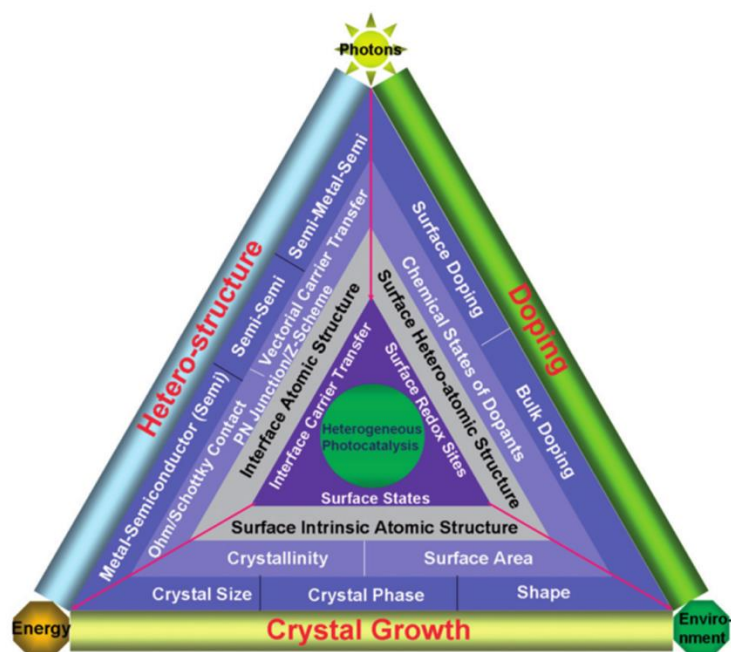 Photons
Hetero-structure
Semi-Metal-Semi
Semi-Semi
Metal-Semiconductor (Semi)
Vectorial Carrier Transfer
PN Junction/Z-Scheme
Ohm/Schottky Contact
Interface Atomic Structure
Interface Carrier Transfer
Doping
Surface Doping
Bulk Doping
Chemical States of Dopants
Surface Hetero-atomic Structure
Surface Redox Sites
Heterogeneous
Photocatalysis
Surface States
Surface Intrinsic Atomic Structure
Crystallinity
Surface Area
Crystal Size
Crystal Phase
Shape
Energy
Crystal Growth
Enviro-
nment